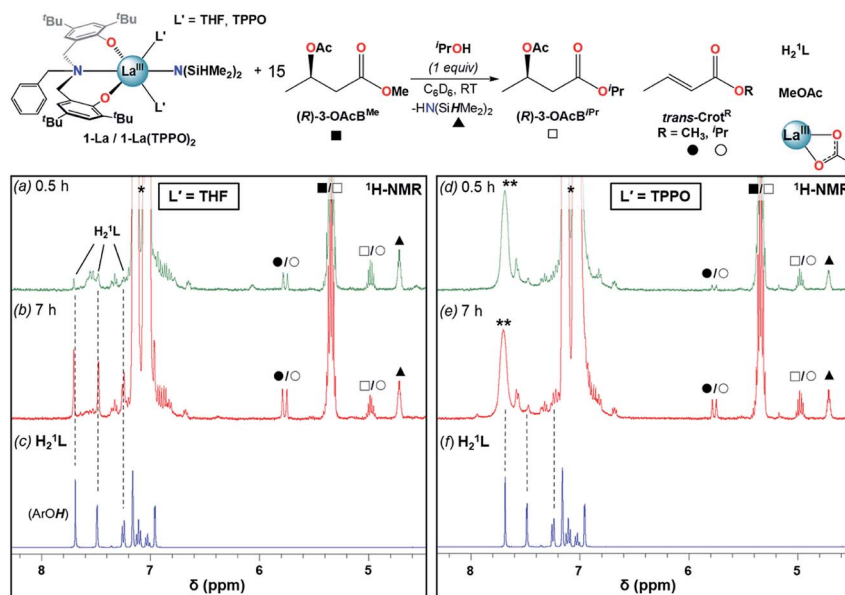 L' = THF, TPPO
tBu
tBu
L'
O
N
LaIII
N(SiHMe2)2
O
L'
tBu
tBu
1-La / 1-La(TPPO)2
+ 15
OAc
O
OMe
(R)-3-OAcBMe
■
iPrOH
(1 equiv)
C6D6, RT
-HN(SiHMe2)2
▲
OAc
O
OiPr
(R)-3-OAcBiPr
□
O
OR
trans-CrotR
R = CH3, iPr
● ○
H21L
MeOAc
LaIII
O
O
(a) 0.5 h
L' = THF
*
■/□
1H-NMR
H21L
●/○
□/○
▲
(b) 7 h
●/○
□/○
▲
(c) H21L
(ArOH)
8 7 6 5
δ (ppm)
(d) 0.5 h
**
*
L' = TPPO
■/□
1H-NMR
●/○
□/○
▲
(e) 7 h
**
●/○
□/○
▲
(f) H21L
8 7 6 5
δ (ppm)